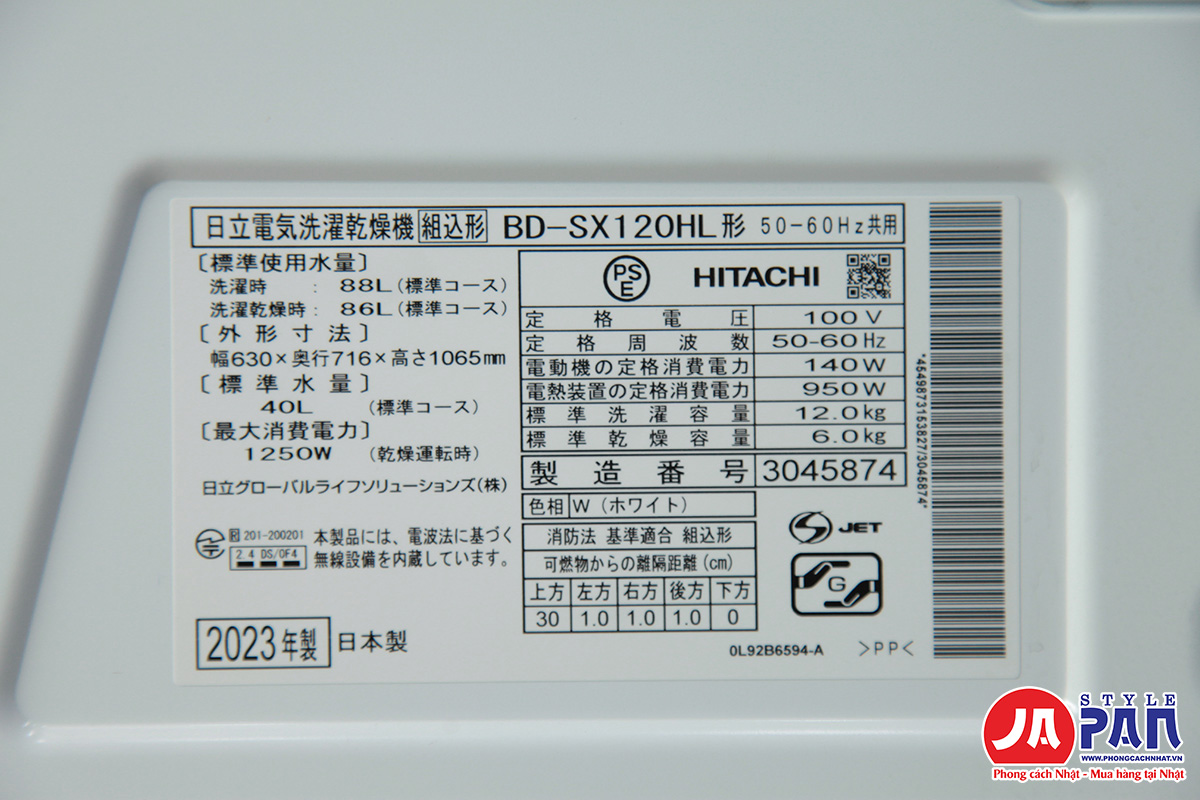 日立電気洗濯乾燥機 組込形 BD-SX120HL形 50-60Hz共用
〔標準使用水量〕
洗濯時 : 88L(標準コース)
洗濯乾燥時 : 86L(標準コース)
〔外形寸法〕
幅630×奥行716×高さ1065mm
〔標準水量〕
40L (標準コース)
〔最大消費電力〕
1250W (乾燥運転時)
日立グローバルライフソリューションズ(株)
R 201-200201
2.4 DS/OF4
本製品には、電波法に基づく
無線設備を内蔵しています。
2023年製 日本製
PS
E
HITACHI
定格電圧 100V
定格周波数 50-60Hz
電動機の定格消費電力 140W
電熱装置の定格消費電力 950W
標準洗濯容量 12.0kg
標準乾燥容量 6.0kg
製造番号 3045874
色相 W(ホワイト)
消防法 基準適合 組込形
可燃物からの離隔距離(cm)
上方 左方 右方 後方 下方
30 1.0 1.0 1.0 0
S JET
G
0L92B6594-A >PP<
*4549873153827/3045874*
STYLE
JAPAN
WWW.PHONGCACHNHAT.VN
Phong cách Nhật - Mua hàng tại Nhật